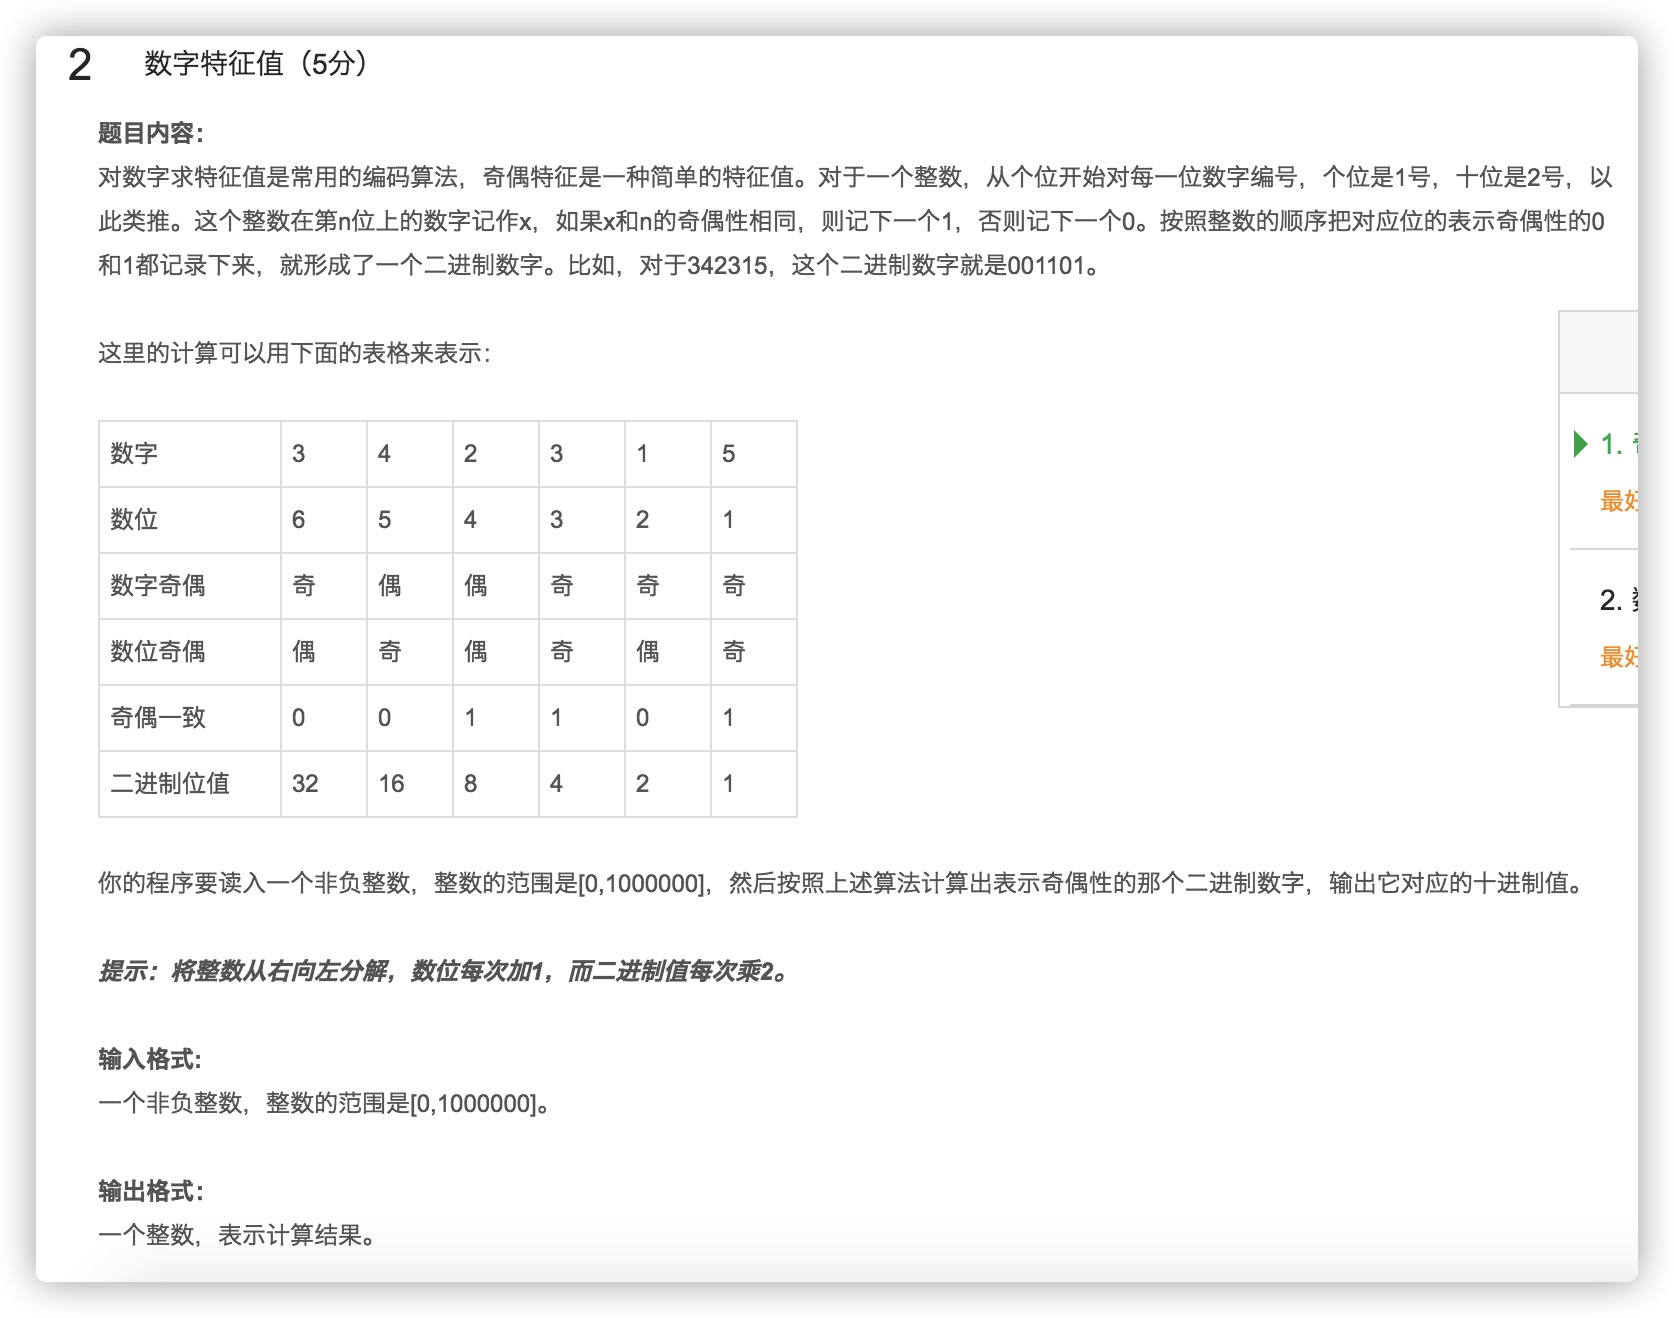 2 数字特征值（5分）
题目内容：
对数字求特征值是常用的编码算法，奇偶特征是一种简单的特征值。对于一个整数，从个位开始对每一位数字编号，个位是1号，十位是2号，以
此类推。这个整数在第n位上的数字记作x，如果x和n的奇偶性相同，则记下一个1，否则记下一个0。按照整数的顺序把对应位的表示奇偶性的0
和1都记录下来，就形成了一个二进制数字。比如，对于342315，这个二进制数字就是001101。
这里的计算可以用下面的表格来表示：
数字 3 4 2 3 1 5
数位 6 5 4 3 2 1
数字奇偶 奇 偶 偶 奇 奇 奇
数位奇偶 偶 奇 偶 奇 偶 奇
奇偶一致 0 0 1 1 0 1
二进制位值 32 16 8 4 2 1
你的程序要读入一个非负整数，整数的范围是[0,1000000]，然后按照上述算法计算出表示奇偶性的那个二进制数字，输出它对应的十进制值。
提示：将整数从右向左分解，数位每次加1，而二进制值每次乘2。
输入格式:
一个非负整数，整数的范围是[0,1000000]。
输出格式：
一个整数，表示计算结果。
1.
最
2.
最